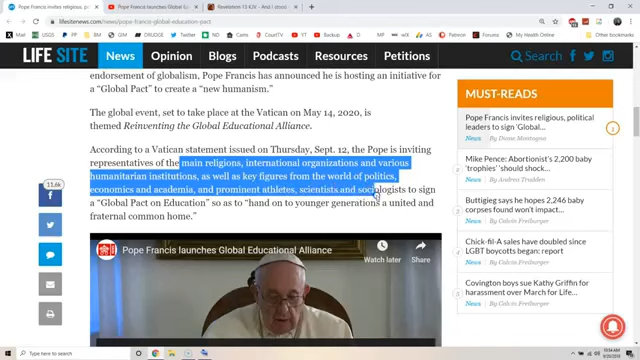 Pope Francis invites religious, p
Pope Francis launches Global G
Revelation 13 KJV - And I stood
lifesitenews.com/news/pope-francis-global-education-pact
LIFE SITE
News
Opinion
Blogs
Podcasts
Resources
Petitions
Search
endorsement of globalism, Pope Francis has announced he is hosting an initiative for
a “Global Pact” to create a “new humanism.”
The global event, set to take place at the Vatican on May 14, 2020, is
themed Reinventing the Global Educational Alliance.
According to a Vatican statement issued on Thursday, Sept. 12, the Pope is inviting
representatives of the main religions, international organizations and various
humanitarian institutions, as well as key figures from the world of politics,
economics and academia, and prominent athletes, scientists and sociologists to sign
a “Global Pact on Education” so as to “hand on to younger generations a united and
fraternal common home.”
11.6k
Pope Francis launches Global Educational Alliance
Watch later
Share
MUST-READS
Pope Francis invites religious, political
leaders to sign ‘Global...
News By Diane Montagna
1
Mike Pence: Abortionist’s 2,200 baby
‘trophies’ should shock...
News By Andrea Trudden
2
Buttigieg says he hopes 2,246 baby
corpses found won’t impact...
News By Calvin Freiburger
3
Chick-fil-A sales have doubled since
LGBT boycotts began: report
News By Calvin Freiburger
4
Covington boys sue Kathy Griffin for
harassment over March for Life...
News By Calvin Freiburger
5
Type here to search